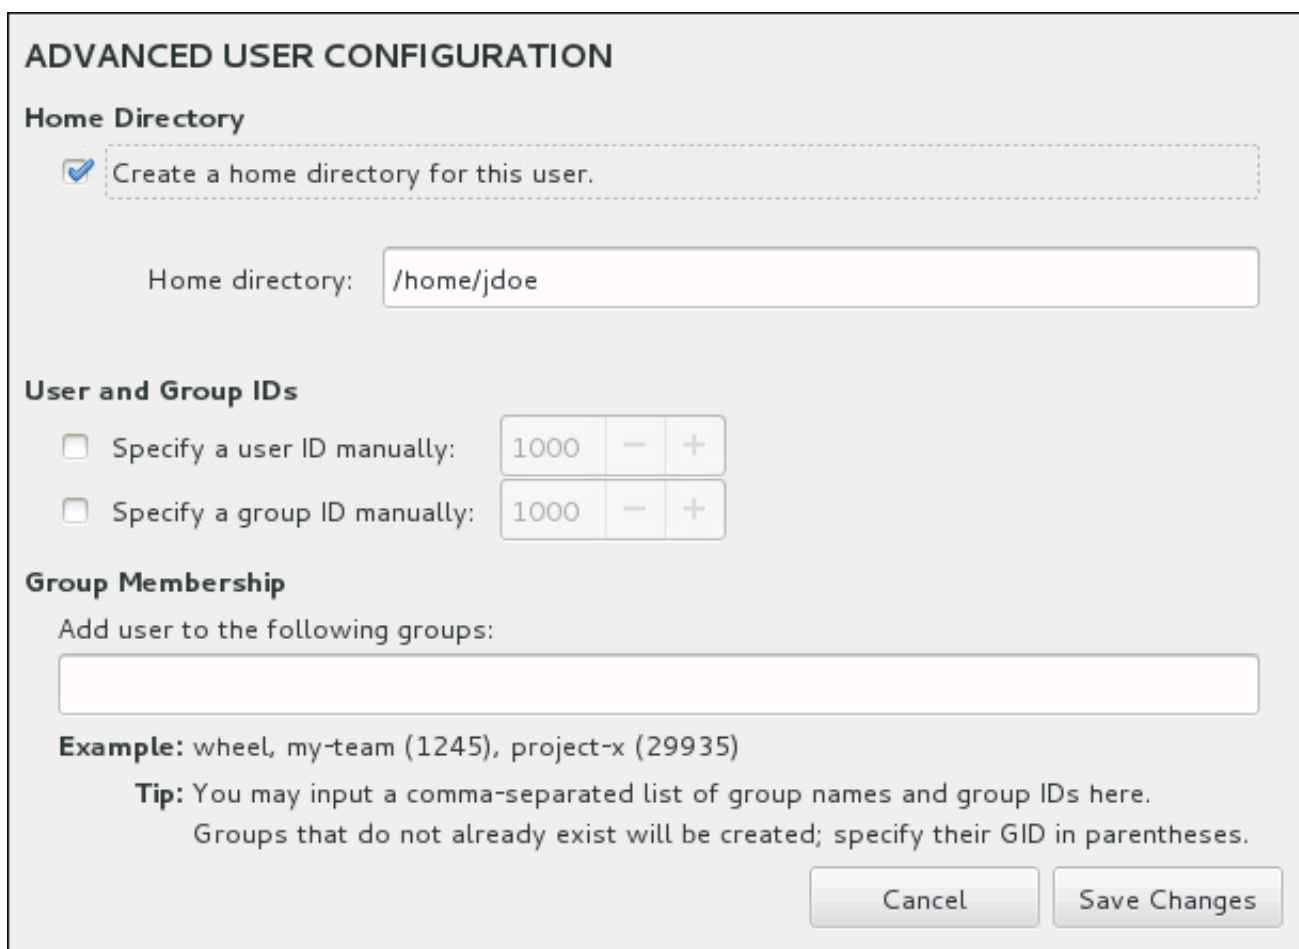 ADVANCED USER CONFIGURATION
Home Directory
Create a home directory for this user.
Home directory: /home/jdoe
User and Group IDs
Specify a user ID manually: 1000 − +
Specify a group ID manually: 1000 − +
Group Membership
Add user to the following groups:
Example: wheel, my-team (1245), project-x (29935)
Tip: You may input a comma-separated list of group names and group IDs here.
Groups that do not already exist will be created; specify their GID in parentheses.
Cancel Save Changes